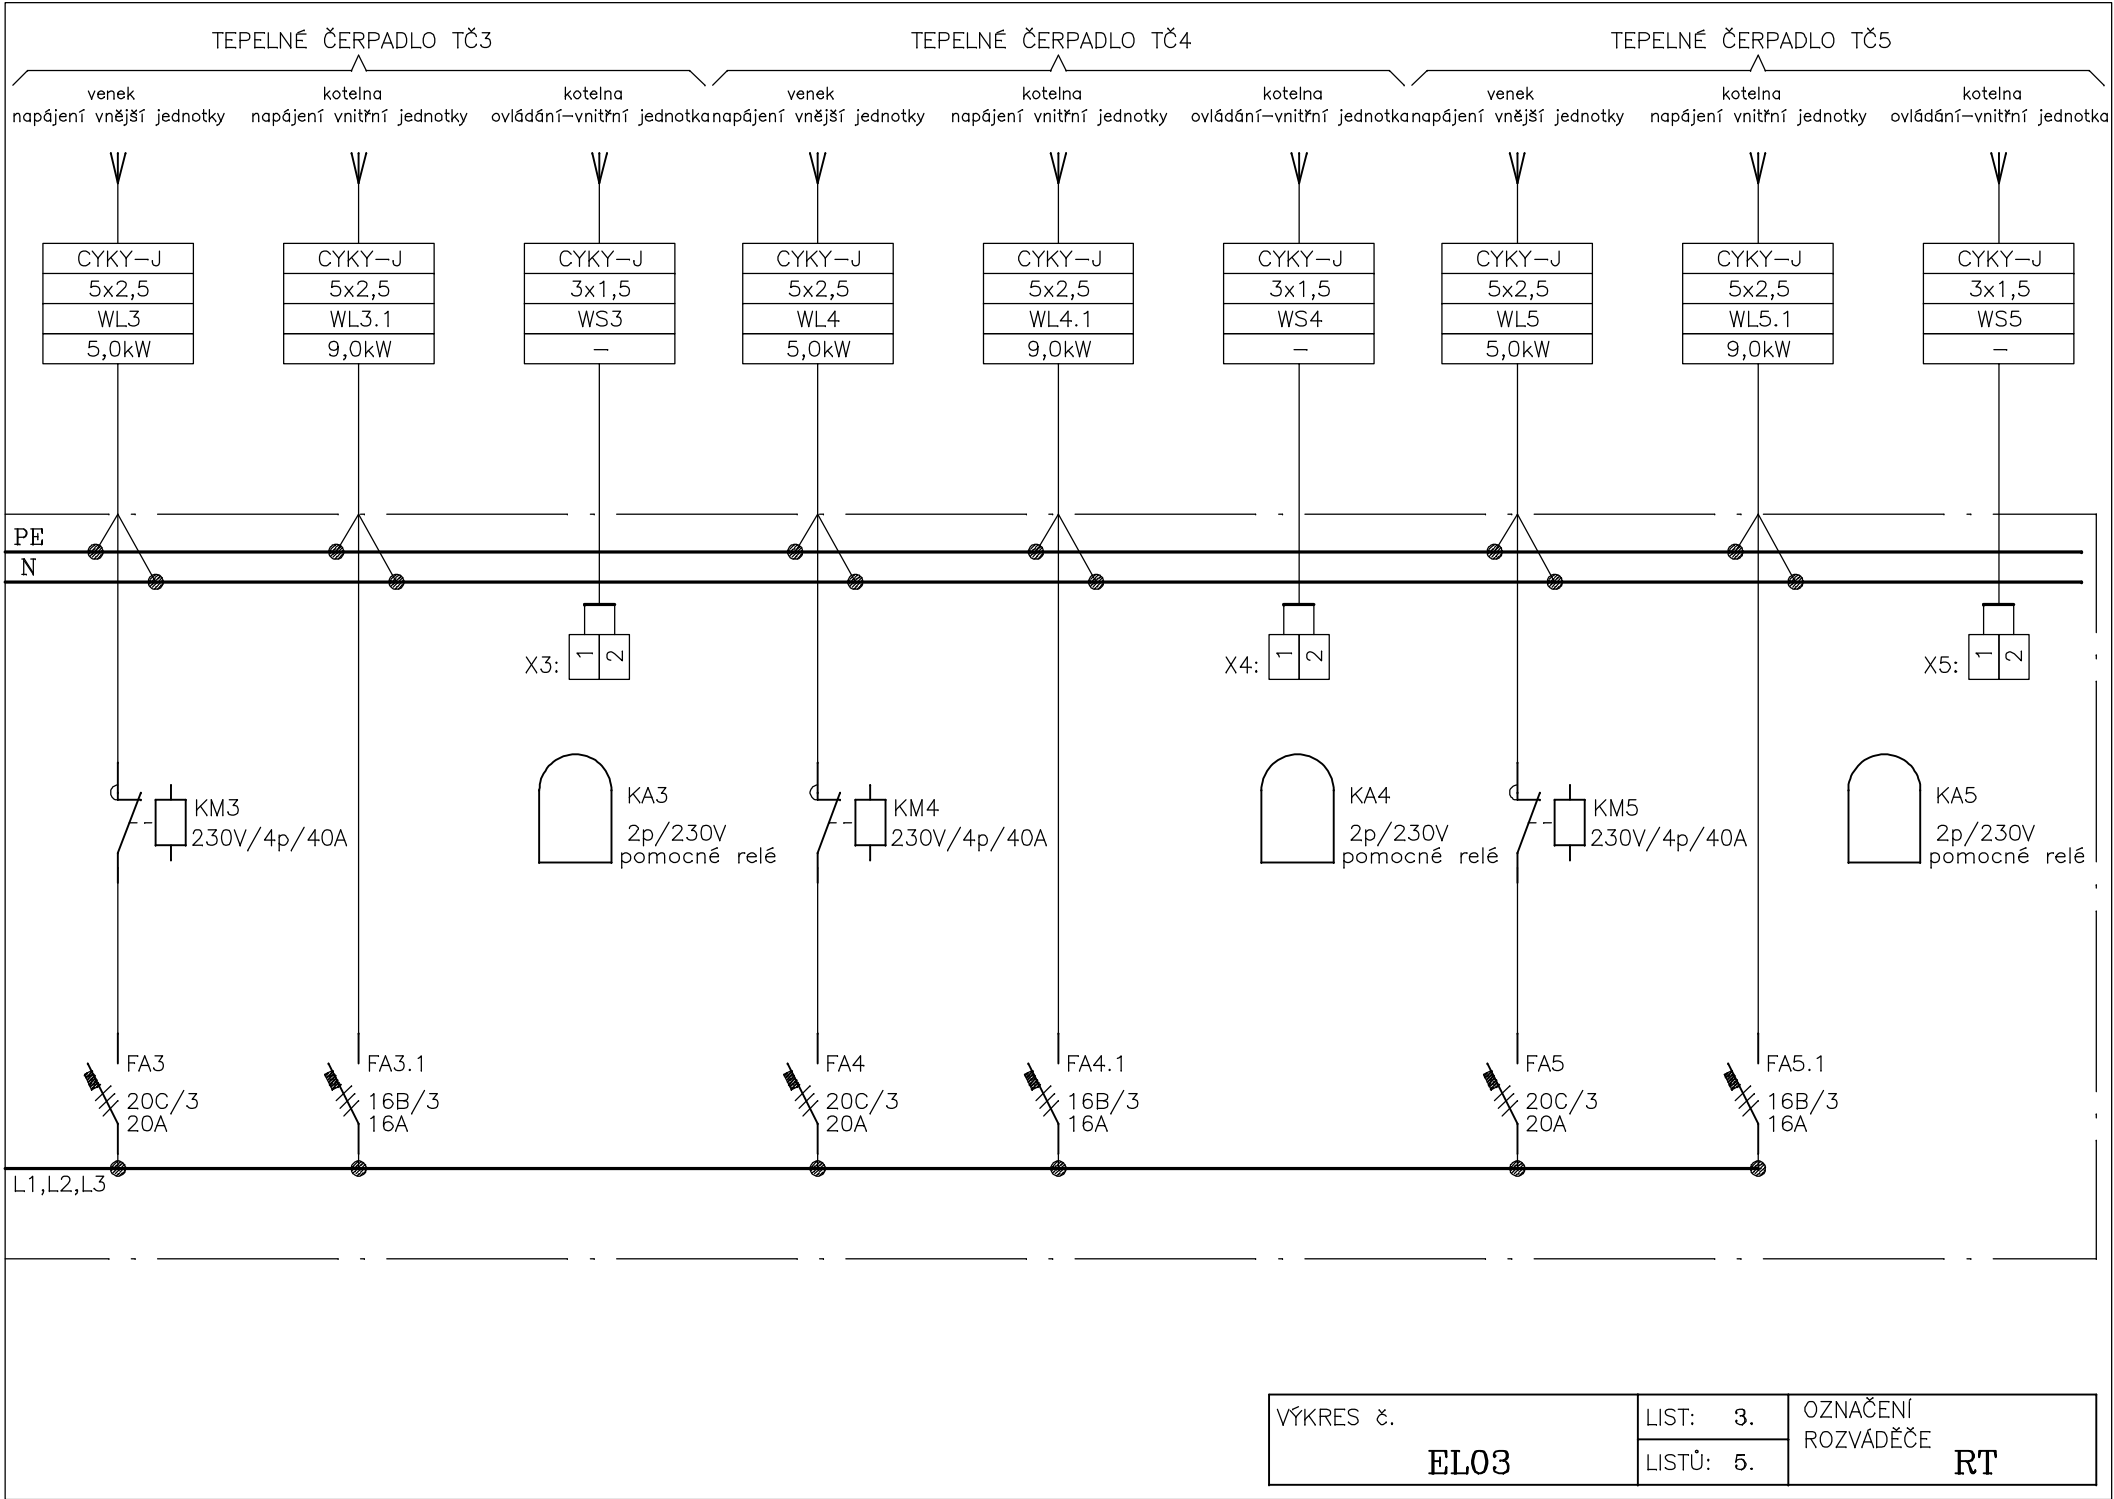 TEPELNÉ ČERPADLO TČ3
TEPELNÉ ČERPADLO TČ4
TEPELNÉ ČERPADLO TČ5
venek
napájení vnější jednotky
kotelna
napájení vnitřní jednotky
kotelna
ovládání-vnitřní jednotka
venek
napájení vnější jednotky
kotelna
napájení vnitřní jednotky
kotelna
ovládání-vnitřní jednotka
venek
napájení vnější jednotky
kotelna
napájení vnitřní jednotky
kotelna
ovládání-vnitřní jednotka
CYKY-J
5x2,5
WL3
5,0kW
CYKY-J
5x2,5
WL3.1
9,0kW
CYKY-J
3x1,5
WS3
-
CYKY-J
5x2,5
WL4
5,0kW
CYKY-J
5x2,5
WL4.1
9,0kW
CYKY-J
3x1,5
WS4
-
CYKY-J
5x2,5
WL5
5,0kW
CYKY-J
5x2,5
WL5.1
9,0kW
CYKY-J
3x1,5
WS5
-
PE
N
X3: 1 2
X4: 1 2
X5: 1 2
KM3
230V/4p/40A
KA3
2p/230V
pomocné relé
KM4
230V/4p/40A
KA4
2p/230V
pomocné relé
KM5
230V/4p/40A
KA5
2p/230V
pomocné relé
FA3
20C/3
20A
FA3.1
16B/3
16A
FA4
20C/3
20A
FA4.1
16B/3
16A
FA5
20C/3
20A
FA5.1
16B/3
16A
L1,L2,L3
VÝKRES č.
EL03
LIST: 3.
LISTŮ: 5.
OZNAČENÍ
ROZVÁDĚČE
RT